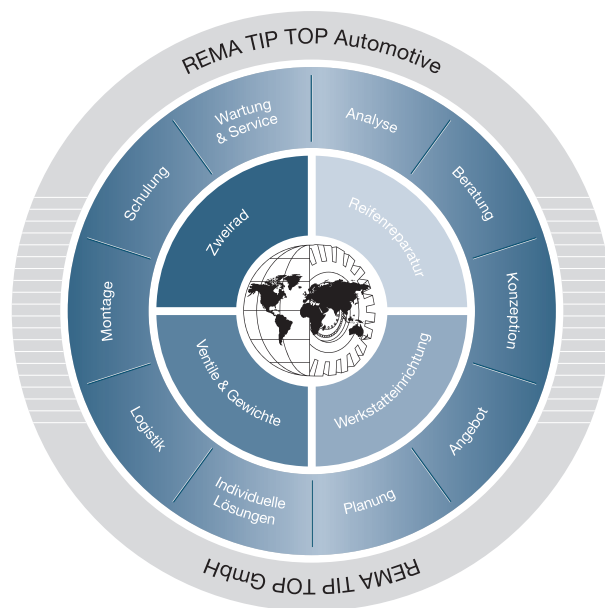 REMA TIP TOP Automotive
Analyse
Beratung
Konzeption
Angebot
Planung
Individuelle
Lösungen
Logistik
Montage
Schulung
Wartung
& Service
Reifenreparatur
Werkstatteinrichtung
Ventile & Gewichte
Zweirad
REMA TIP TOP GmbH